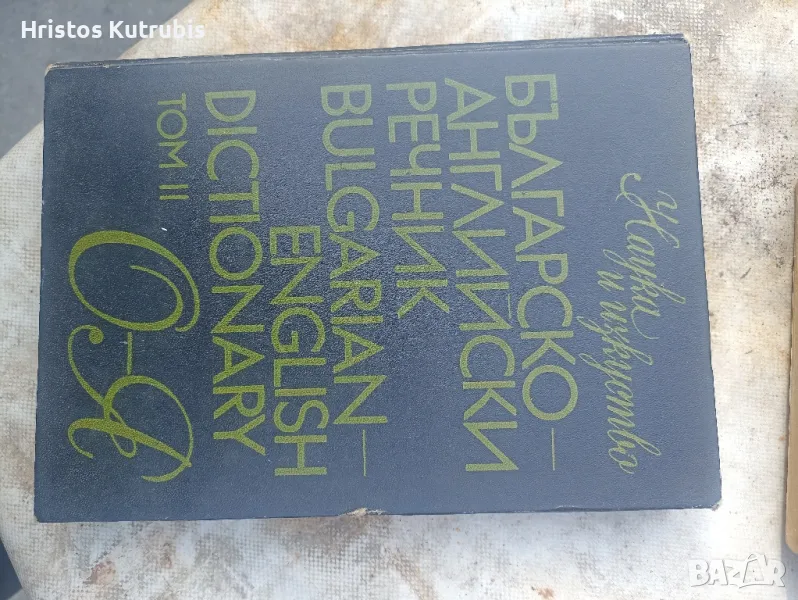 Hristos Kutrubis
Наука
и изкуство
БЪЛГАРСКО–
АНГЛИЙСКИ
РЕЧНИК
BULGARIAN–
ENGLISH
DICTIONARY
ТОМ II
О–Я
BAZAR